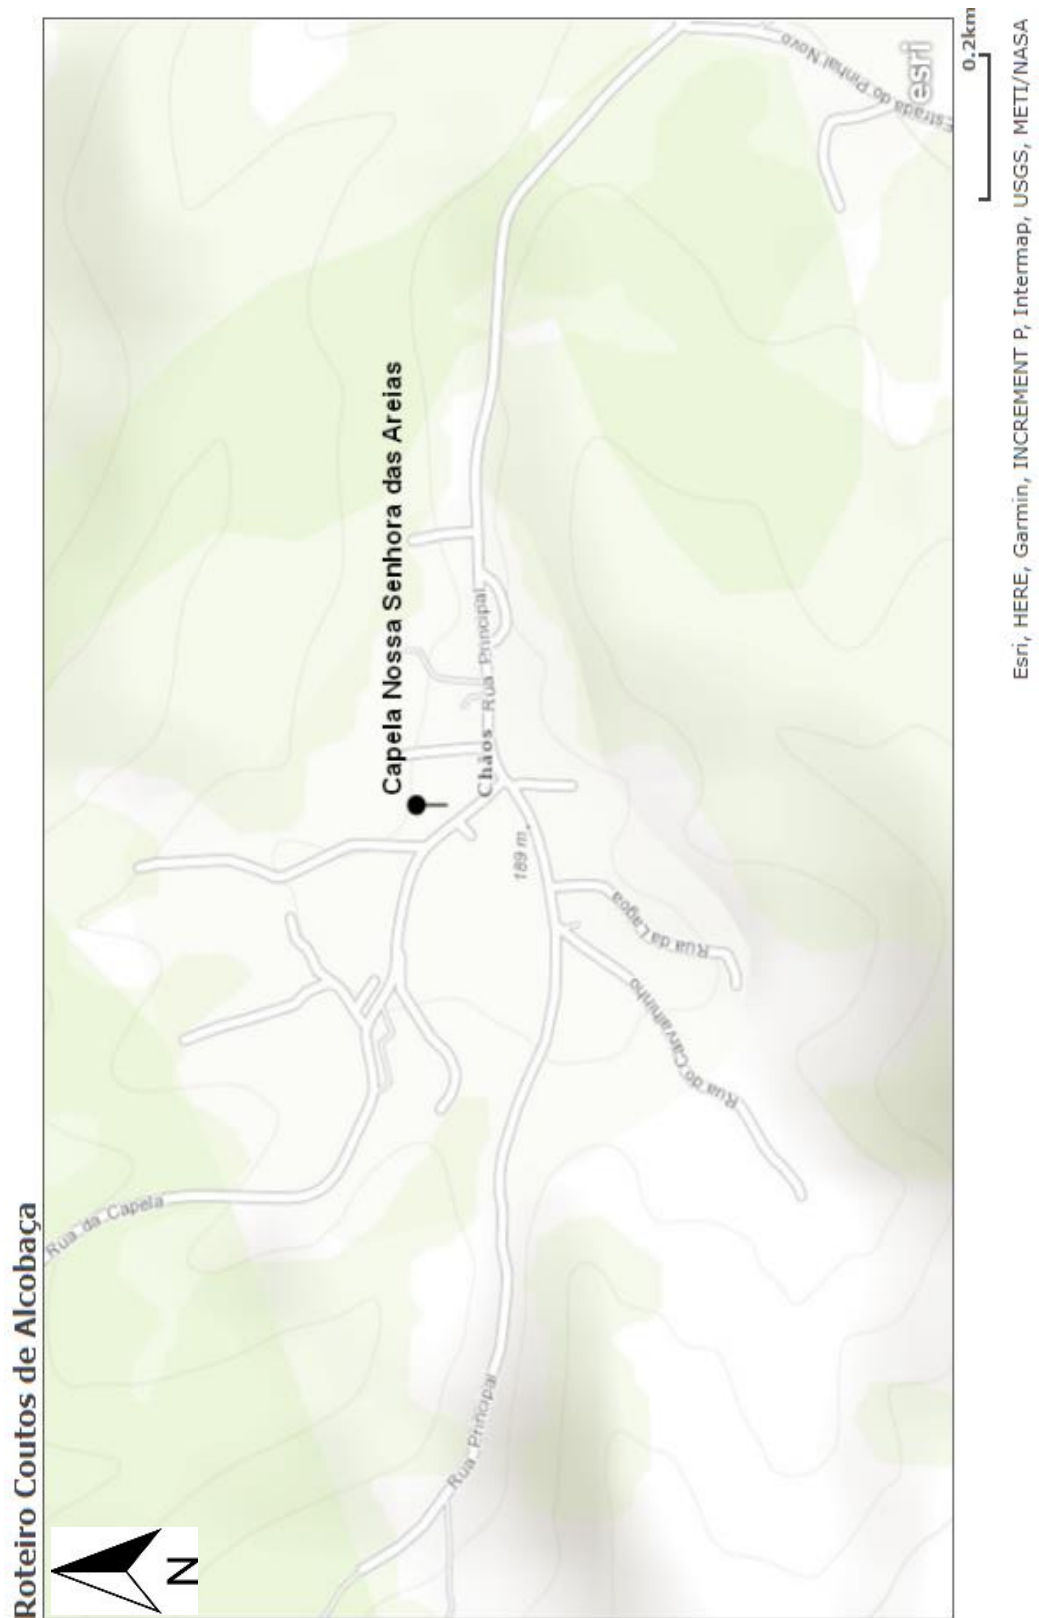 Roteiro Coutos de Alcobaça
N
Rua da Capela
Rua Principal
Capela Nossa Senhora das Areias
Chãos
Rua Principal
189 m
Rua da Lagoa
Rua do Carvalhinho
Estrada do Pinhal Novo
esri
0,2km
Esri, HERE, Garmin, INCREMENT P, Intermap, USGS, METI/NASA